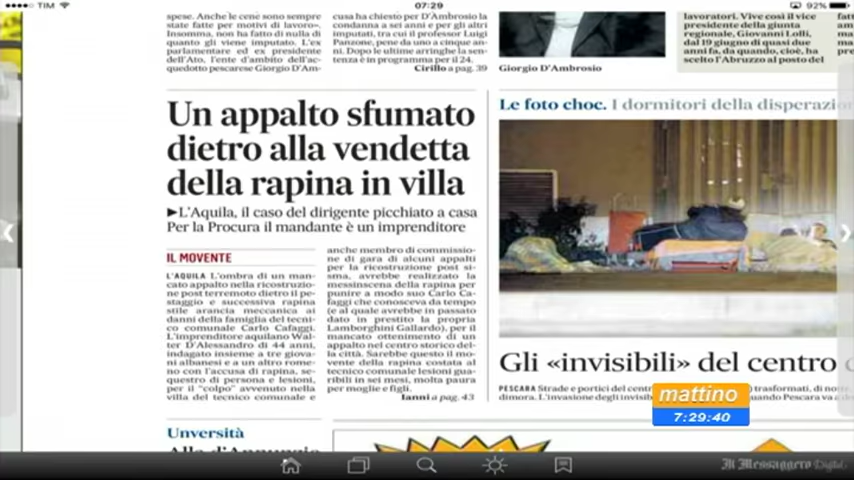 TIM
07:29
92%
spese. Anche le cene sono sempre
state fatte per motivi di lavoro».
Insomma, non ha fatto di nulla di
quanto gli viene imputato. L'ex
parlamentare ed ex presidente
dell'Ato, l'ente d'ambito dell'ac-
quedotto pescarese Giorgio D'Am-
cusa ha chiesto per D'Ambrosio la
condanna a sei anni e per gli altri
imputati, tra cui il professor Luigi
Panzone, pene da uno a cinque an-
ni. Dopo le ultime arringhe la sen-
tenza è in programma per il 24.
Cirillo a pag. 39
Giorgio D'Ambrosio
lavoratori. Vive così il vice
presidente della giunta
regionale, Giovanni Lolli,
dal 19 giugno di quasi due
anni fa, da quando, cioè, ha
scelto l'Abruzzo al posto del
Un appalto sfumato
dietro alla vendetta
della rapina in villa
►L'Aquila, il caso del dirigente picchiato a casa
Per la Procura il mandante è un imprenditore
IL MOVENTE
L'AQUILA L'ombra di un man-
cato appalto nella ricostruzio-
ne post terremoto dietro il pe-
staggio e successiva rapina
stile arancia meccanica ai
danni della famiglia del tecni-
co comunale Carlo Cafaggi.
L'imprenditore aquilano Wal-
ter D'Alessandro di 44 anni,
indagato insieme a tre giova-
ni albanesi e a un altro rome-
no con l'accusa di rapina, se-
questro di persona e lesioni,
per il "colpo" avvenuto nella
villa del tecnico comunale e
anche membro di commissio-
ne di gara di alcuni appalti
per la ricostruzione post si-
sma, avrebbe realizzato la
messinscena della rapina per
punire a modo suo Carlo Ca-
faggi che conosceva da tempo
(e al quale avrebbe in passato
dato in prestito la propria
Lamborghini Gallardo), per il
mancato ottenimento di un
appalto nel centro storico del-
la città. Sarebbe questo il mo-
vente della rapina costata al
tecnico comunale lesioni gua-
ribili in sei mesi, molta paura
per moglie e figli.
Ianni a pag. 43
Le foto choc. I dormitori della disperazio
Gli «invisibili» del centro
PESCARA Strade e portici del centr
trasformati, di no
dimora. L'invasione degli invisib
uando Pescara va a
mattino
7:29:40
Unversità
Il Messaggero Digital